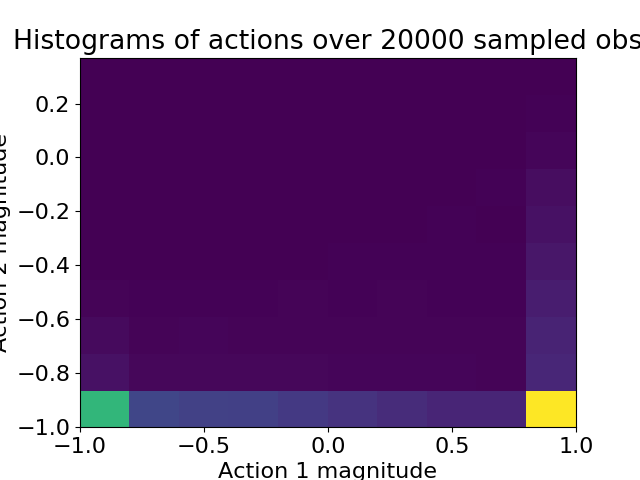 Histograms of actions over 20000 sampled obs
0.2
0.0
−0.2
−0.4
−0.6
−0.8
−1.0
Action 2 magnitude
−1.0 −0.5 0.0 0.5 1.0
Action 1 magnitude